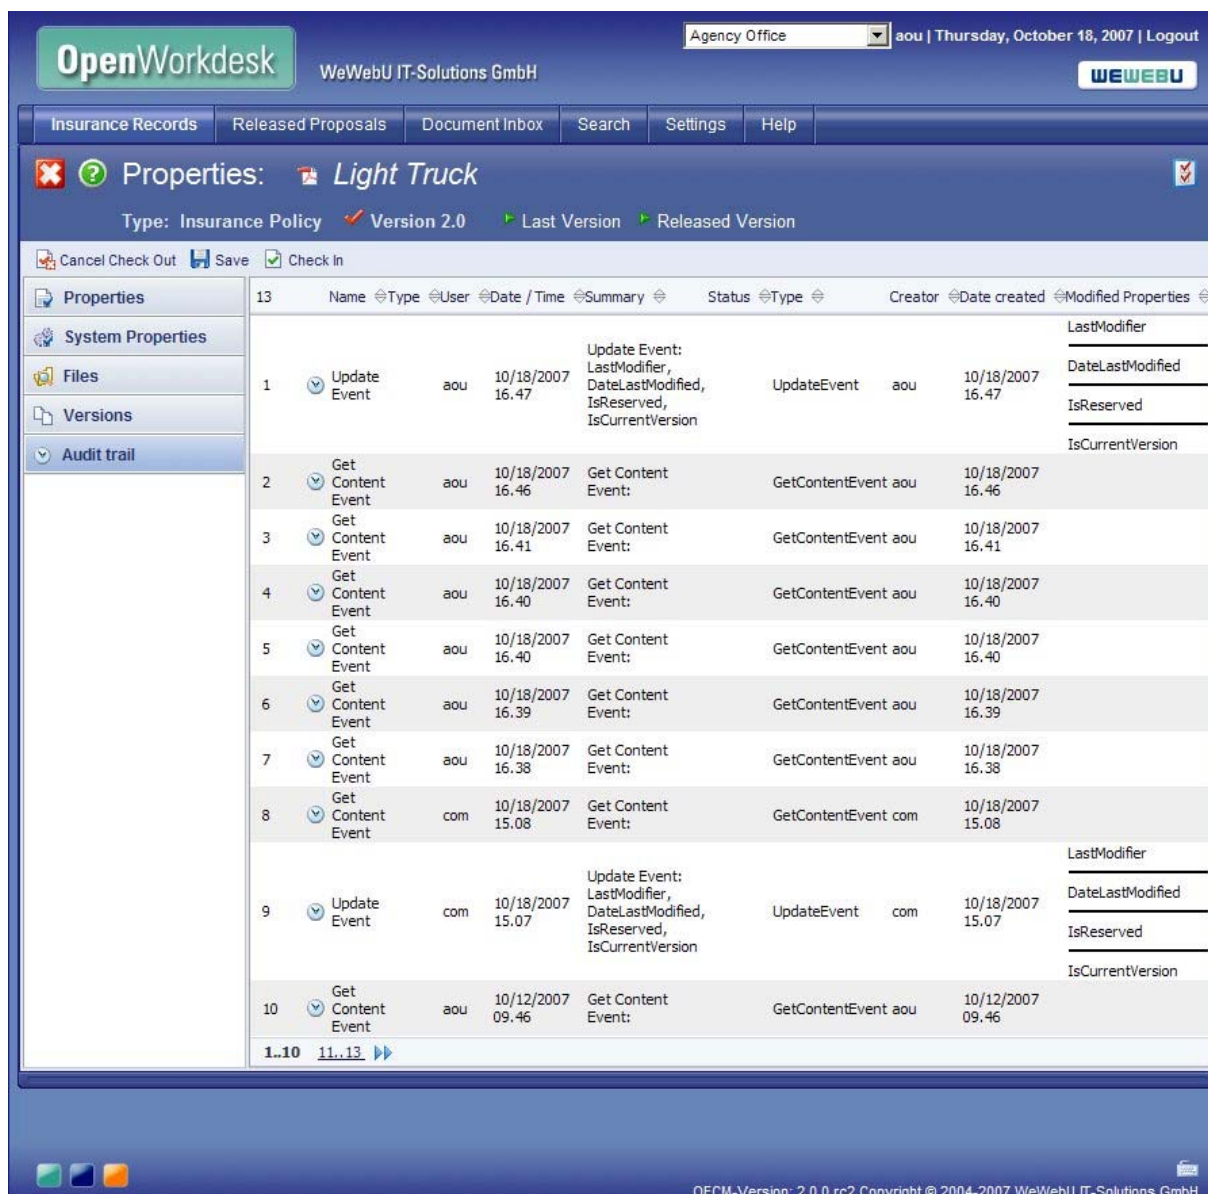 Agency Office aou | Thursday, October 18, 2007 | Logout
OpenWorkdesk WeWebU IT-Solutions GmbH WEWEBU
Insurance Records Released Proposals Document Inbox Search Settings Help
Properties: Light Truck
Type: Insurance Policy Version 2.0 Last Version Released Version
Cancel Check Out Save Check In
Properties
System Properties
Files
Versions
Audit trail
13 Name Type User Date / Time Summary Status Type Creator Date created Modified Properties
LastModifier
Update Event:
1 Update LastModifier, DateLastModified
Event aou 10/18/2007 DateLastModified, UpdateEvent aou 10/18/2007
16.47 IsReserved, 16.47 IsReserved
IsCurrentVersion
IsCurrentVersion
Get
2 Content aou 10/18/2007 Get Content GetContentEvent aou 10/18/2007
Event 16.46 Event: 16.46
Get
3 Content aou 10/18/2007 Get Content GetContentEvent aou 10/18/2007
Event 16.41 Event: 16.41
Get
4 Content aou 10/18/2007 Get Content GetContentEvent aou 10/18/2007
Event 16.40 Event: 16.40
Get
5 Content aou 10/18/2007 Get Content GetContentEvent aou 10/18/2007
Event 16.40 Event: 16.40
Get
6 Content aou 10/18/2007 Get Content GetContentEvent aou 10/18/2007
Event 16.39 Event: 16.39
Get
7 Content aou 10/18/2007 Get Content GetContentEvent aou 10/18/2007
Event 16.38 Event: 16.38
Get
8 Content com 10/18/2007 Get Content GetContentEvent com 10/18/2007
Event 15.08 Event: 15.08
LastModifier
Update Event:
9 Update LastModifier, DateLastModified
Event com 10/18/2007 DateLastModified, UpdateEvent com 10/18/2007
15.07 IsReserved, 15.07 IsReserved
IsCurrentVersion
IsCurrentVersion
Get
10 Content aou 10/12/2007 Get Content GetContentEvent aou 10/12/2007
Event 09.46 Event: 09.46
1..10 11..13
OECM-Version: 2.0.0 rc2 Copyright © 2004-2007 WeWebU IT-Solutions GmbH